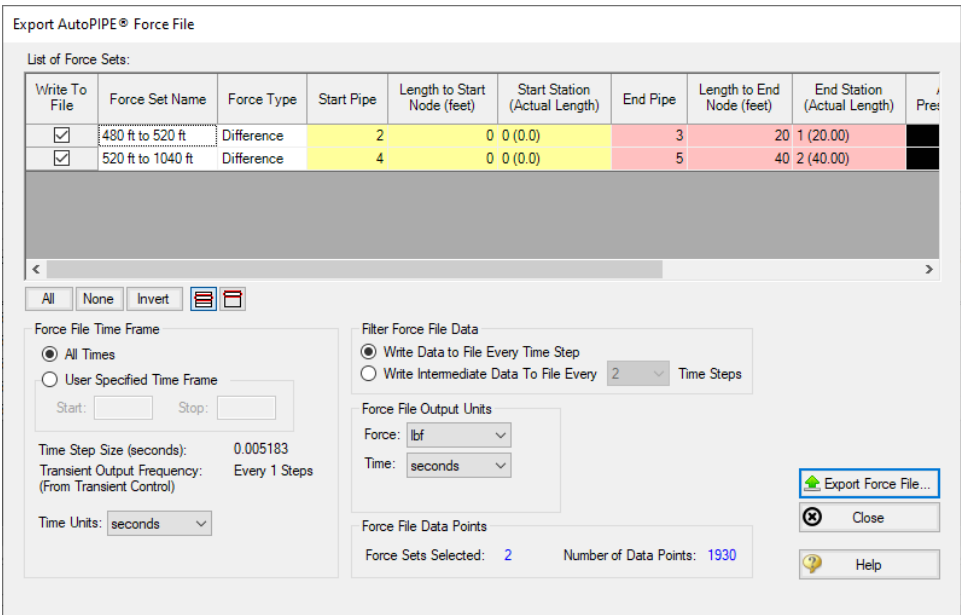 Export AutoPIPE® Force File
List of Force Sets:
Write To File Force Set Name Force Type Start Pipe Length to Start Node (feet) Start Station (Actual Length) End Pipe Length to End Node (feet) End Station (Actual Length)
480 ft to 520 ft Difference 2 0 0 (0.0) 3 20 1 (20.00)
520 ft to 1040 ft Difference 4 0 0 (0.0) 5 40 2 (40.00)
All None Invert
Force File Time Frame
All Times
User Specified Time Frame
Start: Stop:
Time Step Size (seconds): 0.005183
Transient Output Frequency: Every 1 Steps
(From Transient Control)
Time Units: seconds
Filter Force File Data
Write Data to File Every Time Step
Write Intermediate Data To File Every 2 Time Steps
Force File Output Units
Force: lbf
Time: seconds
Force File Data Points
Force Sets Selected: 2 Number of Data Points: 1930
Export Force File...
Close
Help